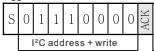 S 0 1 1 1 0 0 0 0 ACK
I²C address + write